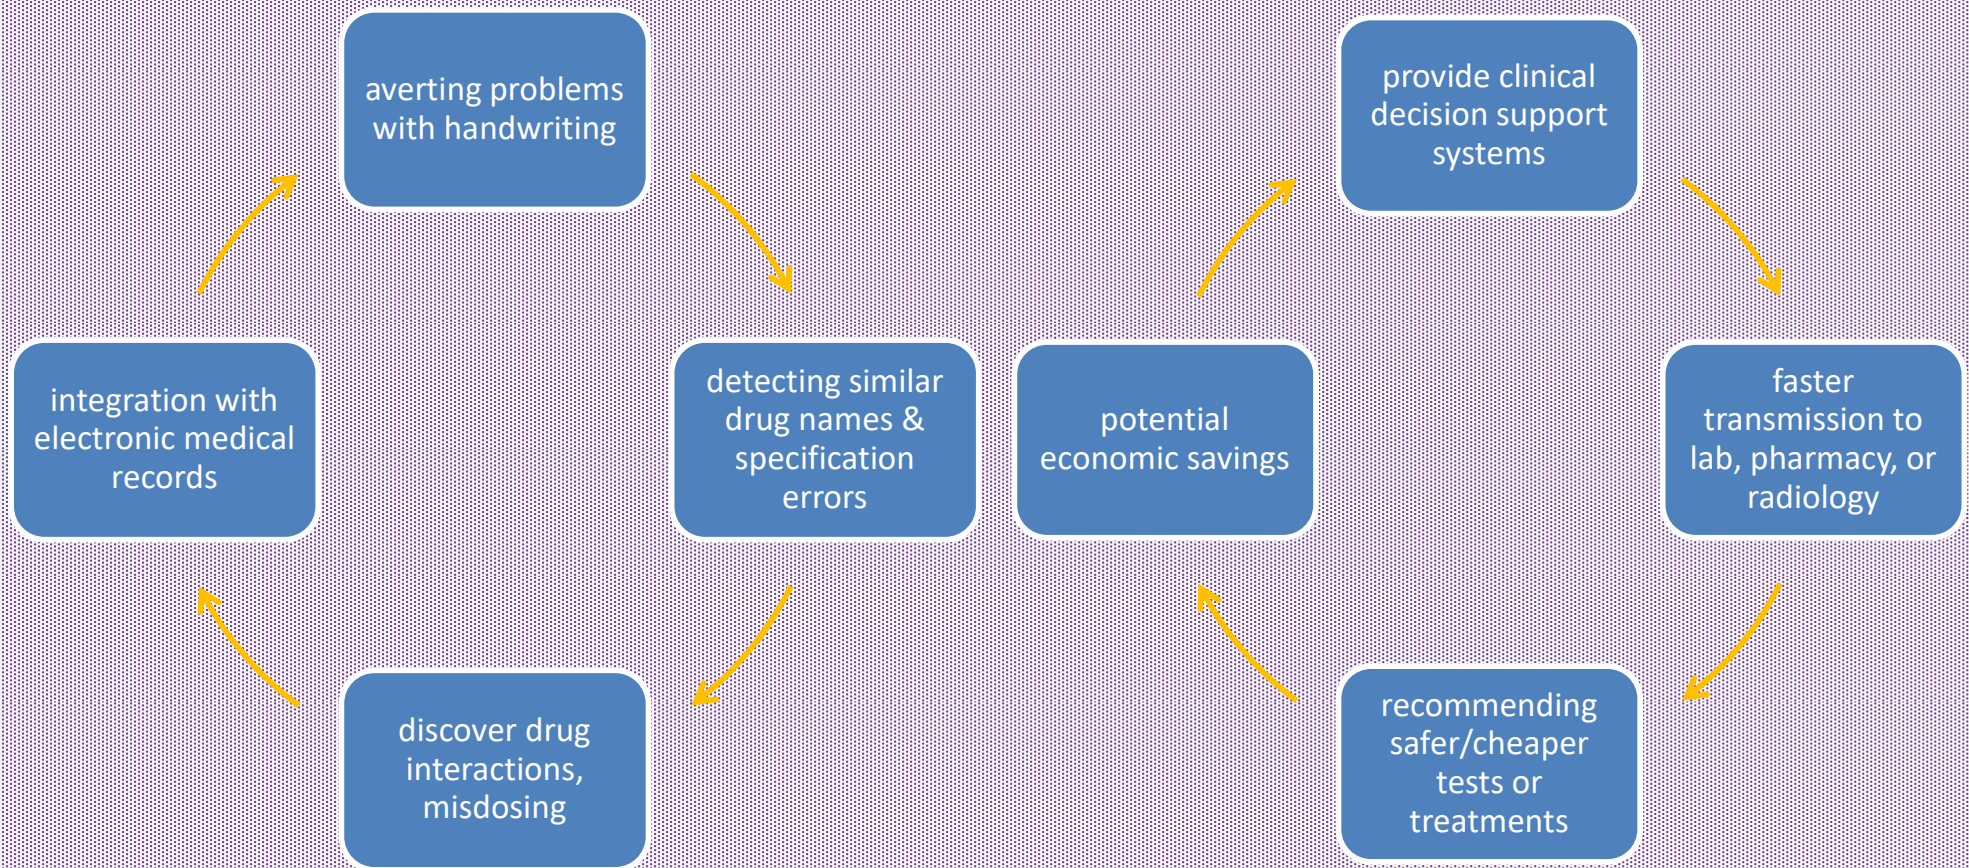 averting problems
with handwriting
detecting similar
drug names &
specification
errors
discover drug
interactions,
misdosing
integration with
electronic medical
records
provide clinical
decision support
systems
faster
transmission to
lab, pharmacy, or
radiology
recommending
safer/cheaper
tests or
treatments
potential
economic savings